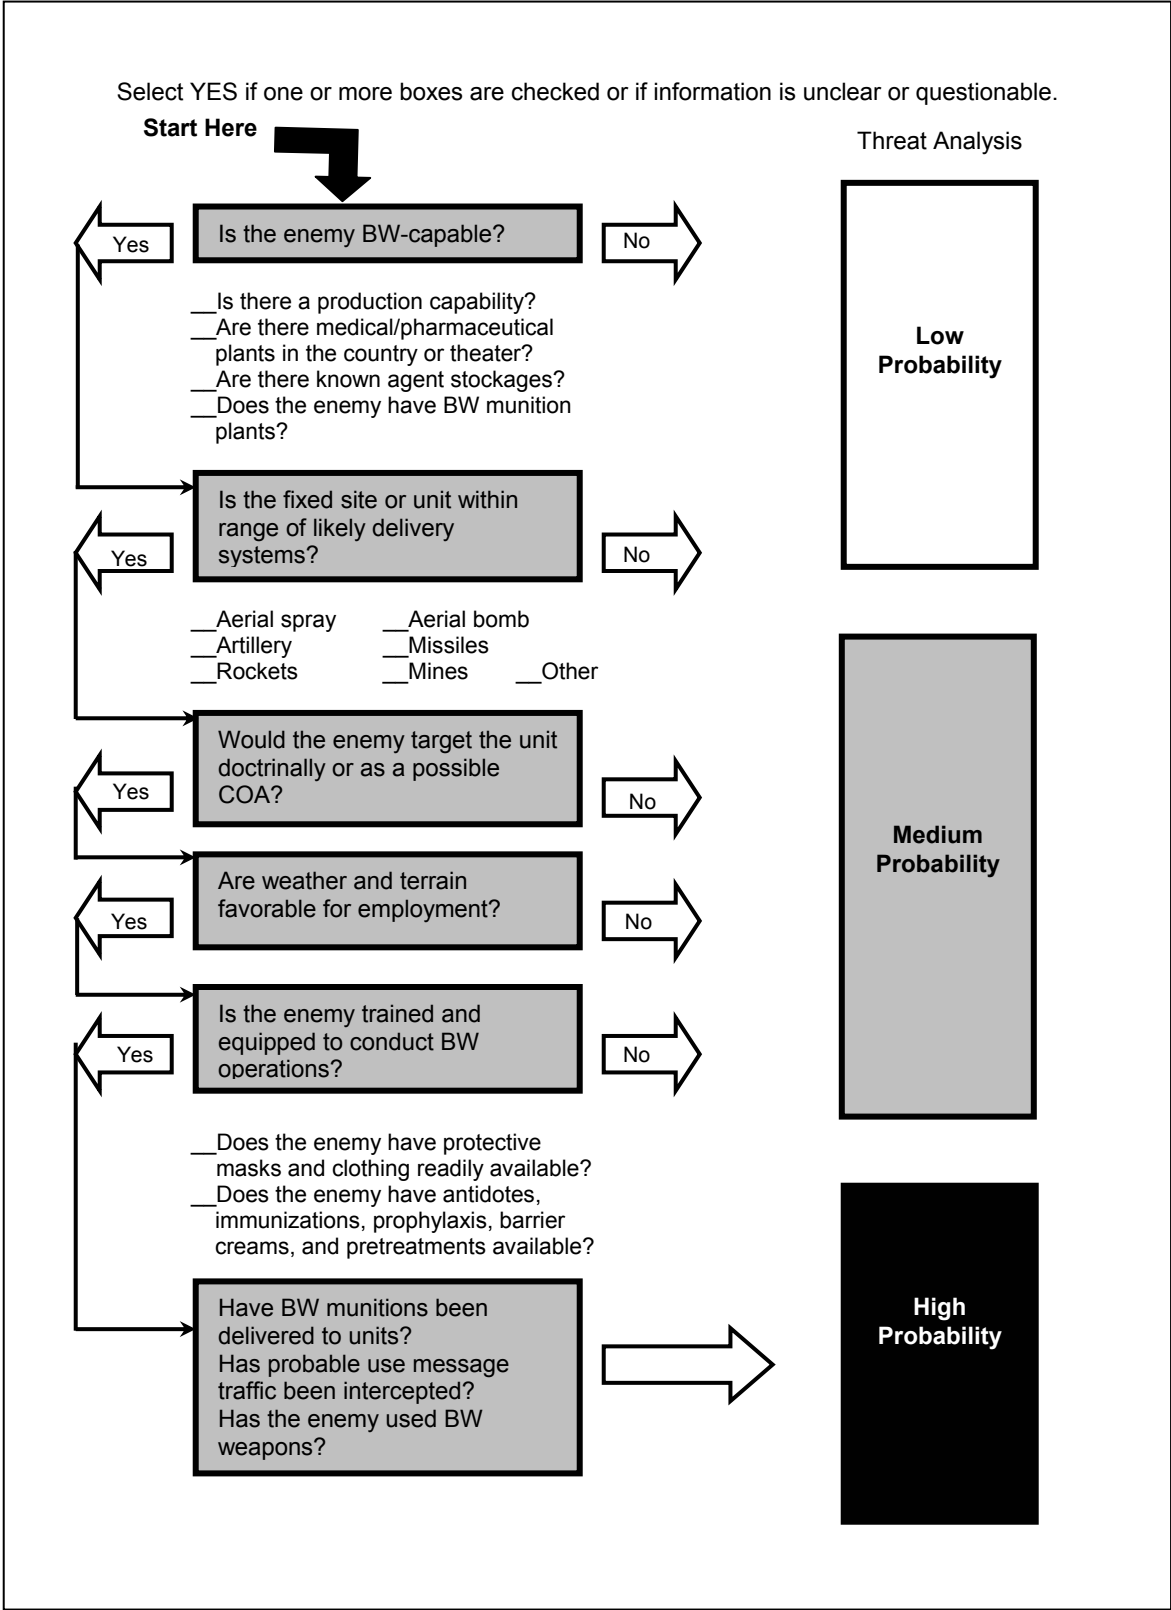 Select YES if one or more boxes are checked or if information is unclear or questionable.
Start Here
Threat Analysis
Yes
Is the enemy BW-capable?
No
__Is there a production capability?
__Are there medical/pharmaceutical
plants in the country or theater?
__Are there known agent stockages?
__Does the enemy have BW munition
plants?
Low
Probability
Is the fixed site or unit within
range of likely delivery
systems?
Yes
No
__Aerial spray __Aerial bomb
__Artillery __Missiles
__Rockets __Mines __Other
Would the enemy target the unit
doctrinally or as a possible
COA?
Yes
No
Medium
Probability
Are weather and terrain
favorable for employment?
Yes
No
Is the enemy trained and
equipped to conduct BW
operations?
Yes
No
__Does the enemy have protective
masks and clothing readily available?
__Does the enemy have antidotes,
immunizations, prophylaxis, barrier
creams, and pretreatments available?
Have BW munitions been
delivered to units?
Has probable use message
traffic been intercepted?
Has the enemy used BW
weapons?
High
Probability